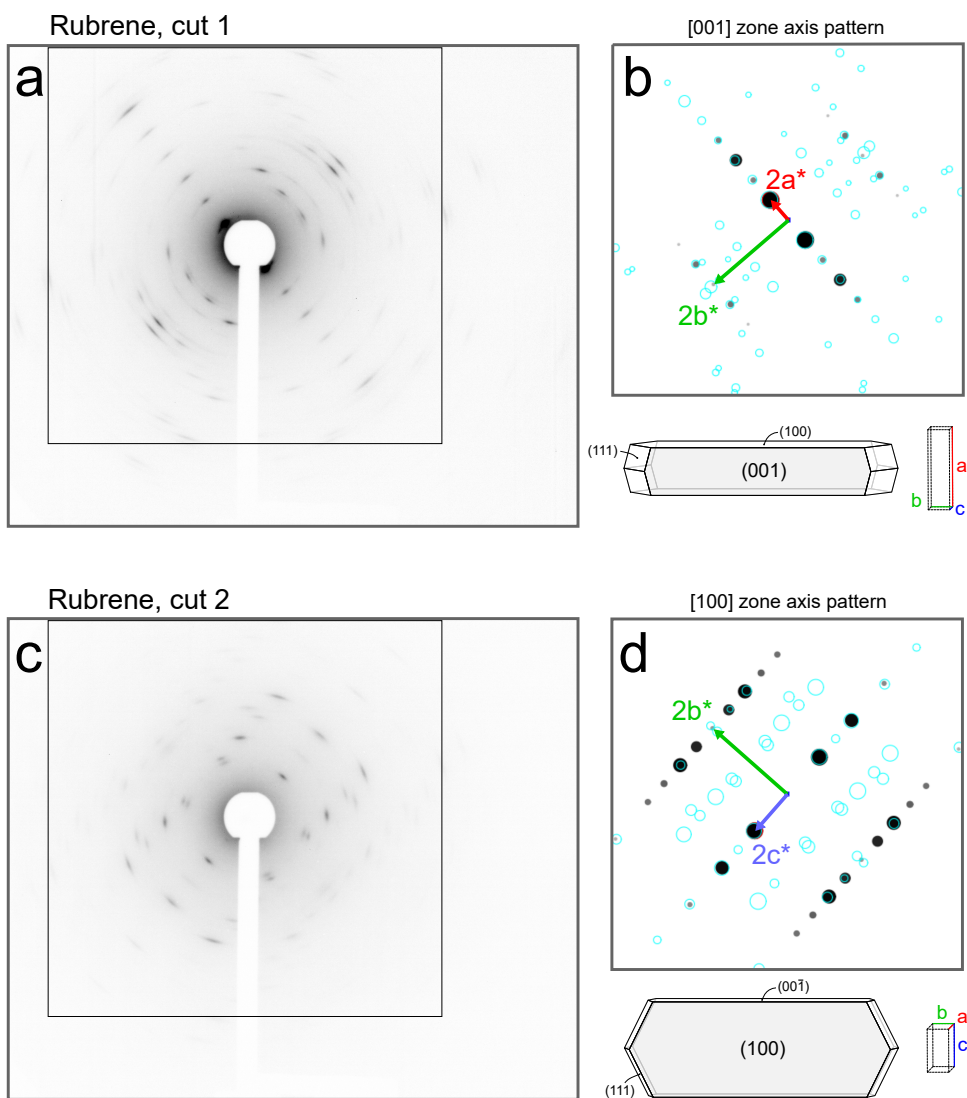 Rubrene, cut 1
[001] zone axis pattern
a
b
2a*
2b*
(100)
(111)
(001)
a
b
c
Rubrene, cut 2
[100] zone axis pattern
c
d
2b*
2c*
(001̄)
(100)
(111)
b
a
c